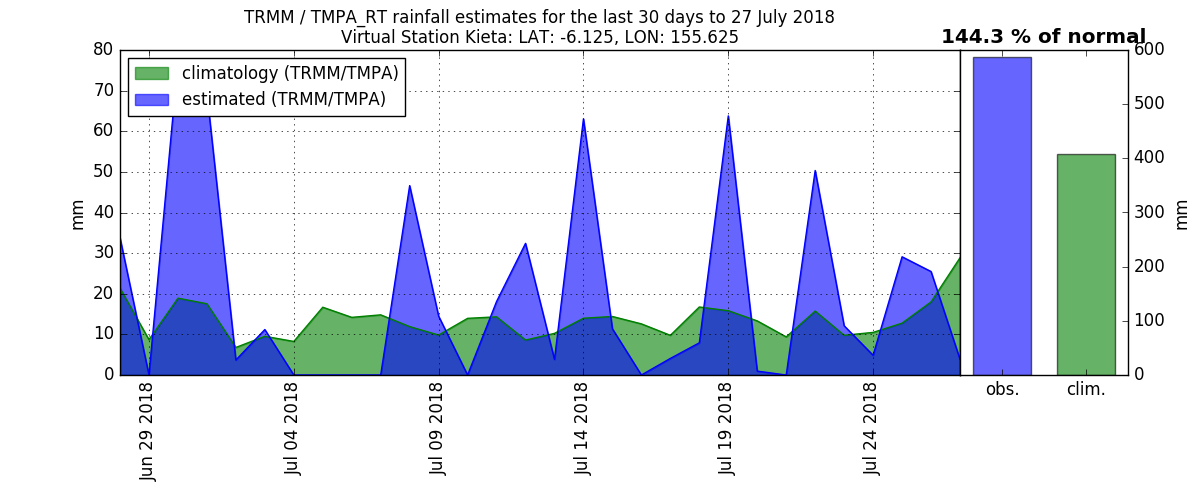 TRMM / TMPA_RT rainfall estimates for the last 30 days to 27 July 2018
Virtual Station Kieta: LAT: -6.125, LON: 155.625
144.3 % of normal
climatology (TRMM/TMPA)
estimated (TRMM/TMPA)
mm
80
70
60
50
40
30
20
10
0
Jun 29 2018
Jul 04 2018
Jul 09 2018
Jul 14 2018
Jul 19 2018
Jul 24 2018
obs.
clim.
600
500
400
300
200
100
0
mm